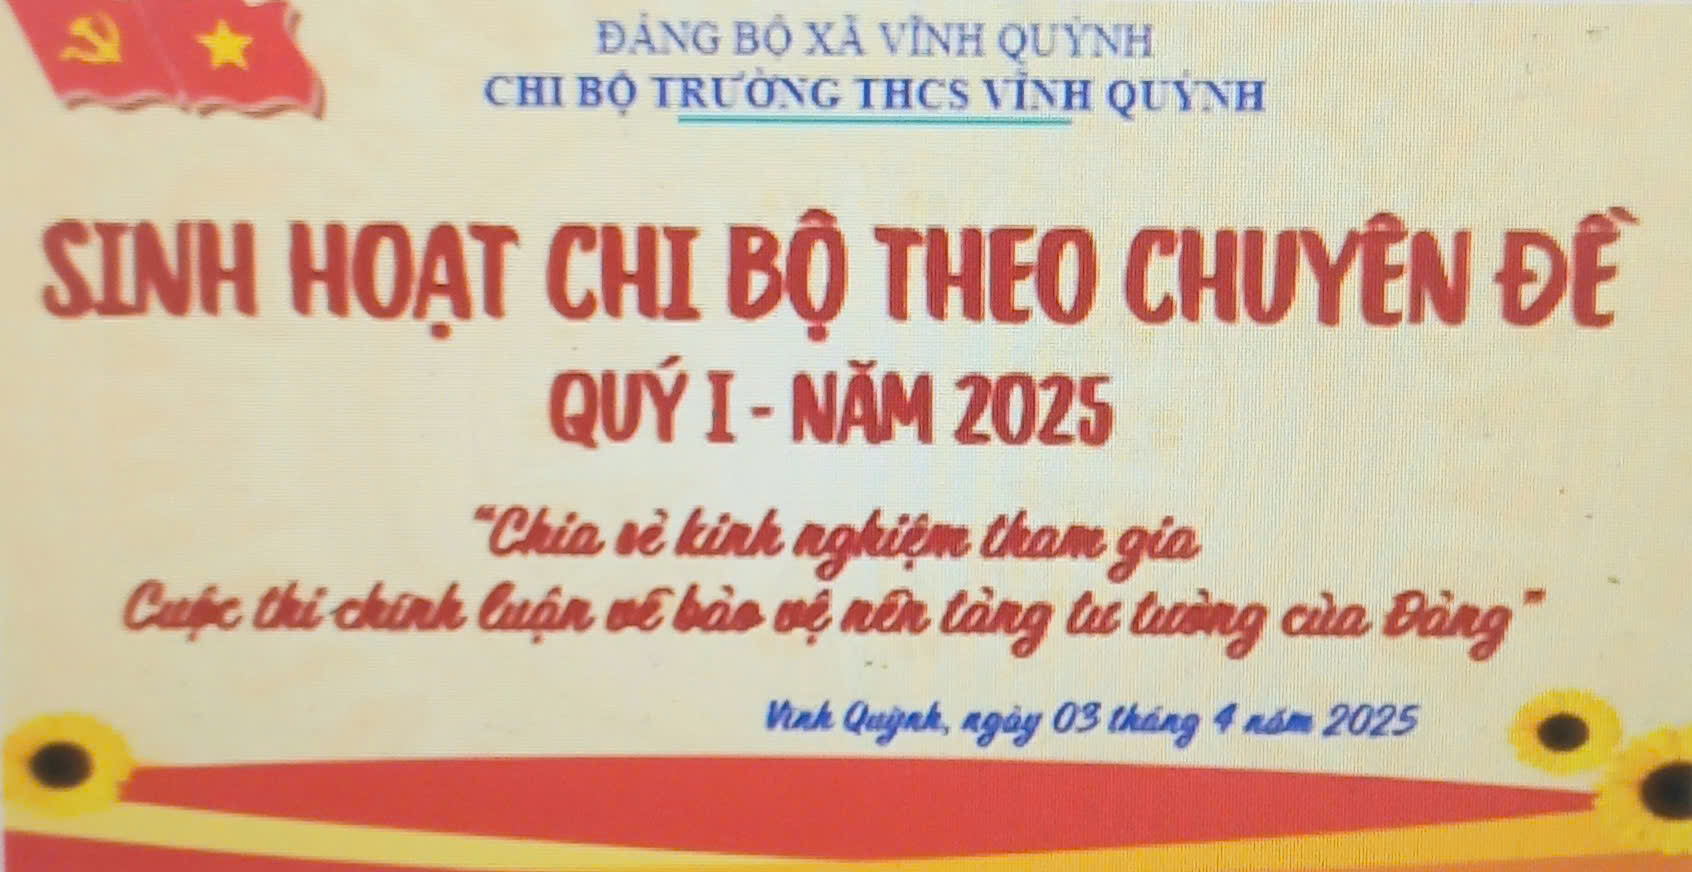 ĐẢNG BỘ XÃ VĨNH QUỲNH
CHI BỘ TRƯỜNG THCS VĨNH QUỲNH
SINH HOẠT CHI BỘ THEO CHUYÊN ĐỀ
QUÝ I - NĂM 2025
"Chia sẻ kinh nghiệm tham gia
Cuộc thi chính luận về bảo vệ nền tảng tư tưởng của Đảng"
Vĩnh Quỳnh, ngày 03 tháng 4 năm 2025